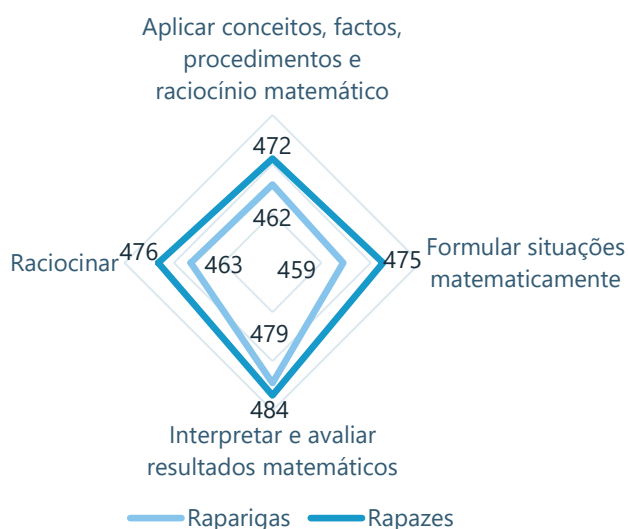 Aplicar conceitos, factos,
procedimentos e
raciocínio matemático
472
462
476
Raciocinar
463
459
475
Formular situações
matematicamente
479
484
Interpretar e avaliar
resultados matemáticos
Raparigas
Rapazes